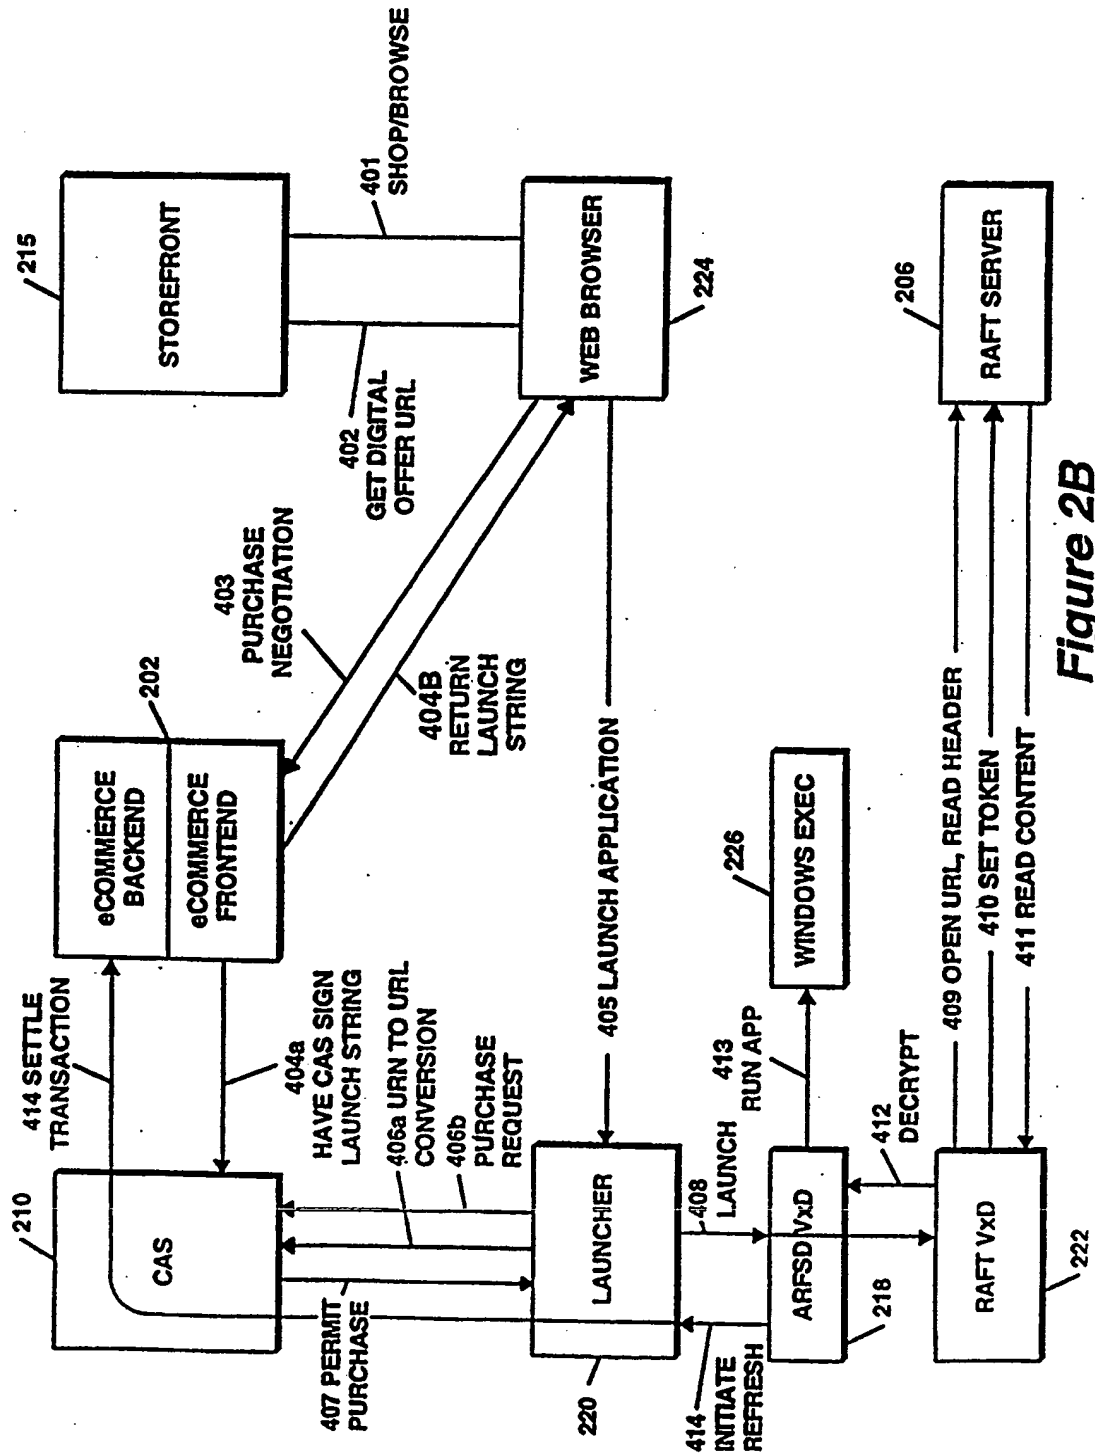 210
CAS
414 SETTLE
TRANSACTION
eCOMMERCE
BACKEND
eCOMMERCE
FRONTEND
202
215
STOREFRONT
404a
HAVE CAS SIGN
LAUNCH STRING
406a URN TO URL
CONVERSION
406b
PURCHASE
REQUEST
407 PERMIT
PURCHASE
403
PURCHASE
NEGOTIATION
404B
RETURN
LAUNCH
STRING
402
GET DIGITAL
OFFER URL
401
SHOP/BROWSE
220
LAUNCHER
405 LAUNCH APPLICATION
WEB BROWSER
224
414
INITIATE
REFRESH
408
LAUNCH
413
RUN APP
226
WINDOWS EXEC
ARFSD VxD
218
412
DECRYPT
RAFT VxD
222
409 OPEN URL, READ HEADER
410 SET TOKEN
411 READ CONTENT
206
RAFT SERVER
Figure 2B